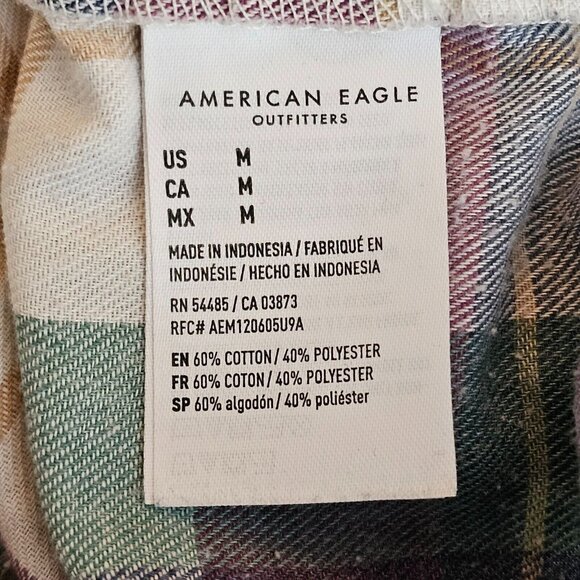 AMERICAN EAGLE
OUTFITTERS
US M
CA M
MX M
MADE IN INDONESIA / FABRIQUÉ EN
INDONÉSIE / HECHO EN INDONESIA
RN 54485 / CA 03873
RFC# AEM120605U9A
EN 60% COTTON / 40% POLYESTER
FR 60% COTON / 40% POLYESTER
SP 60% algodón / 40% poliéster